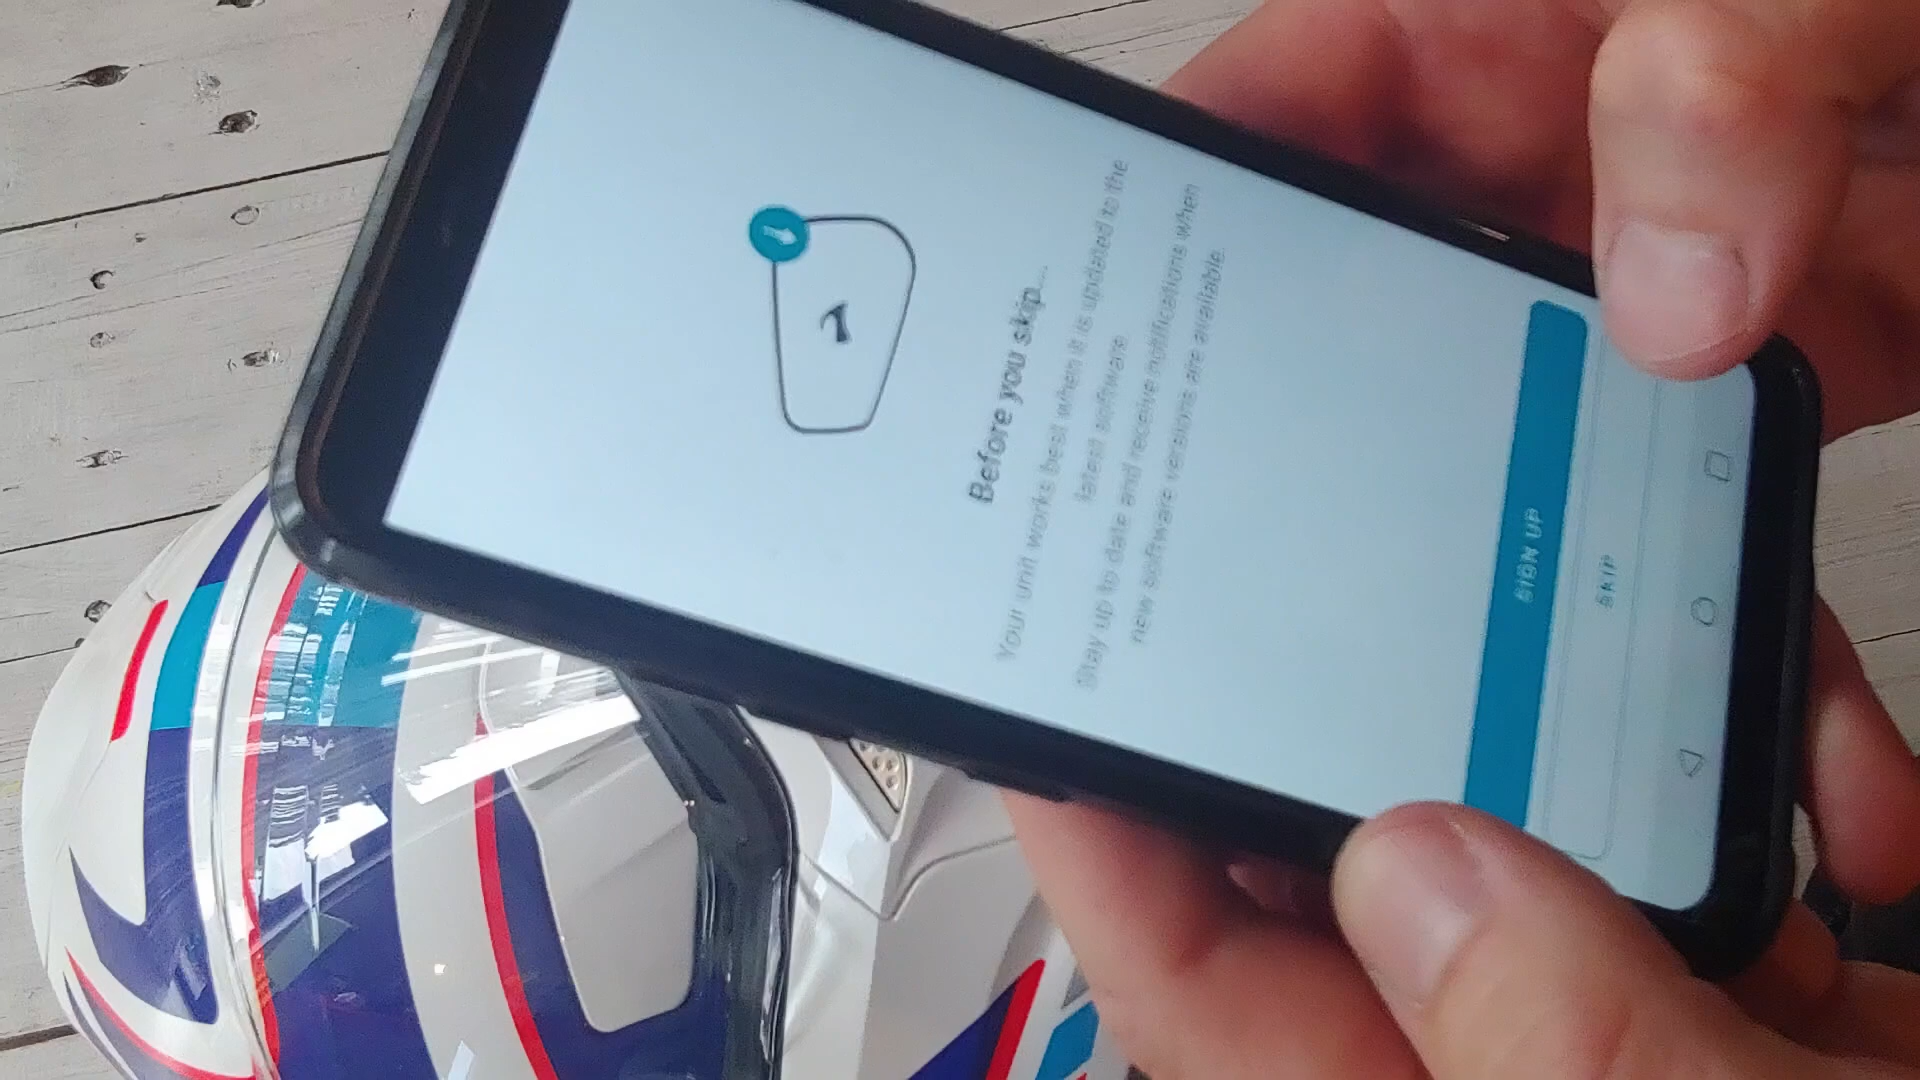 Before you skip...
Your unit works best when it is updated to the
latest software
Stay up to date and receive notifications when
new software versions are available.
SIGN UP
SKIP